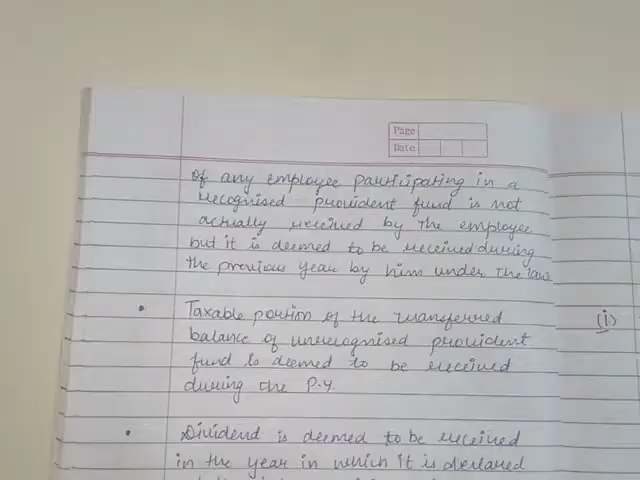 Page
Date
of any employee participating in a
recognised provident fund is not
actually received by the employee
but it is deemed to be received during
the previous year by him under the law
• Taxable portion of the transferred
balance of unrecognised provident
fund is deemed to be received
during the P.Y.
(i)
• Dividend is deemed to be received
in the year in which it is declared